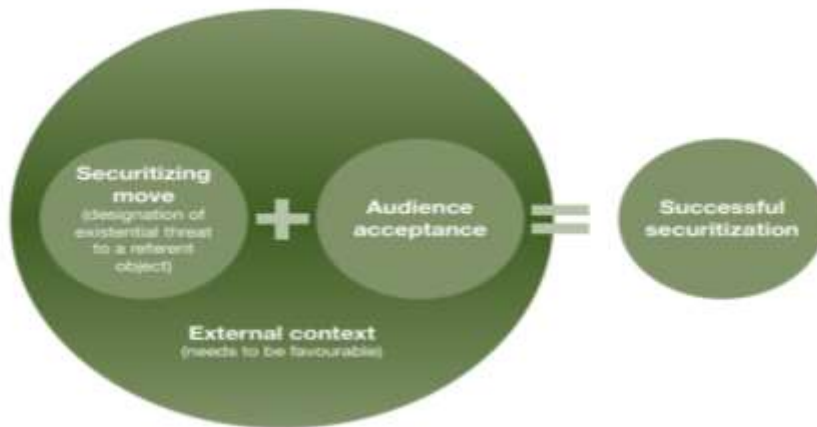 Securitizing
move
(designation of
existential threat
to a referent
object)
+
Audience
acceptance
=
Successful
securitization
External context
(needs to be favourable)